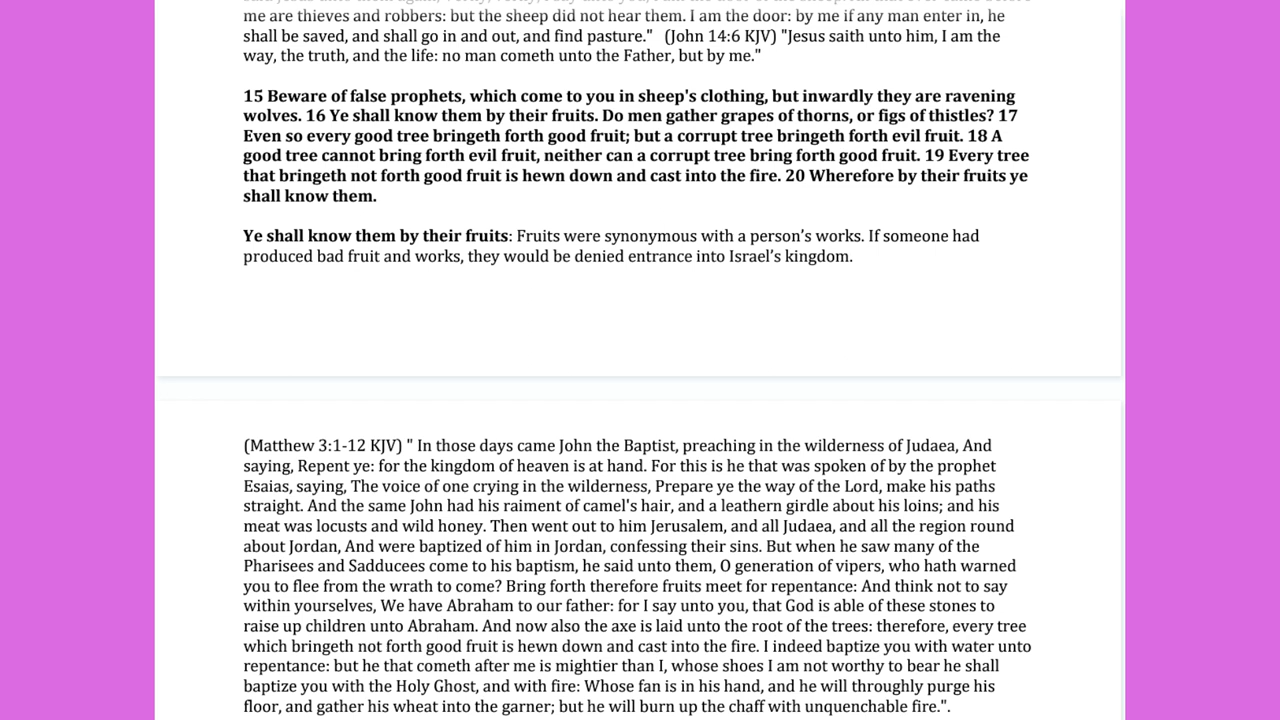 me are thieves and robbers: but the sheep did not hear them. I am the door: by me if any man enter in, he
shall be saved, and shall go in and out, and find pasture." (John 14:6 KJV) "Jesus saith unto him, I am the
way, the truth, and the life: no man cometh unto the Father, but by me."
15 Beware of false prophets, which come to you in sheep's clothing, but inwardly they are ravening
wolves. 16 Ye shall know them by their fruits. Do men gather grapes of thorns, or figs of thistles? 17
Even so every good tree bringeth forth good fruit; but a corrupt tree bringeth forth evil fruit. 18 A
good tree cannot bring forth evil fruit, neither can a corrupt tree bring forth good fruit. 19 Every tree
that bringeth not forth good fruit is hewn down and cast into the fire. 20 Wherefore by their fruits ye
shall know them.
Ye shall know them by their fruits: Fruits were synonymous with a person’s works. If someone had
produced bad fruit and works, they would be denied entrance into Israel’s kingdom.
(Matthew 3:1-12 KJV) " In those days came John the Baptist, preaching in the wilderness of Judaea, And
saying, Repent ye: for the kingdom of heaven is at hand. For this is he that was spoken of by the prophet
Esaias, saying, The voice of one crying in the wilderness, Prepare ye the way of the Lord, make his paths
straight. And the same John had his raiment of camel's hair, and a leathern girdle about his loins; and his
meat was locusts and wild honey. Then went out to him Jerusalem, and all Judaea, and all the region round
about Jordan, And were baptized of him in Jordan, confessing their sins. But when he saw many of the
Pharisees and Sadducees come to his baptism, he said unto them, O generation of vipers, who hath warned
you to flee from the wrath to come? Bring forth therefore fruits meet for repentance: And think not to say
within yourselves, We have Abraham to our father: for I say unto you, that God is able of these stones to
raise up children unto Abraham. And now also the axe is laid unto the root of the trees: therefore, every tree
which bringeth not forth good fruit is hewn down and cast into the fire. I indeed baptize you with water unto
repentance: but he that cometh after me is mightier than I, whose shoes I am not worthy to bear he shall
baptize you with the Holy Ghost, and with fire: Whose fan is in his hand, and he will throughly purge his
floor, and gather his wheat into the garner; but he will burn up the chaff with unquenchable fire.".